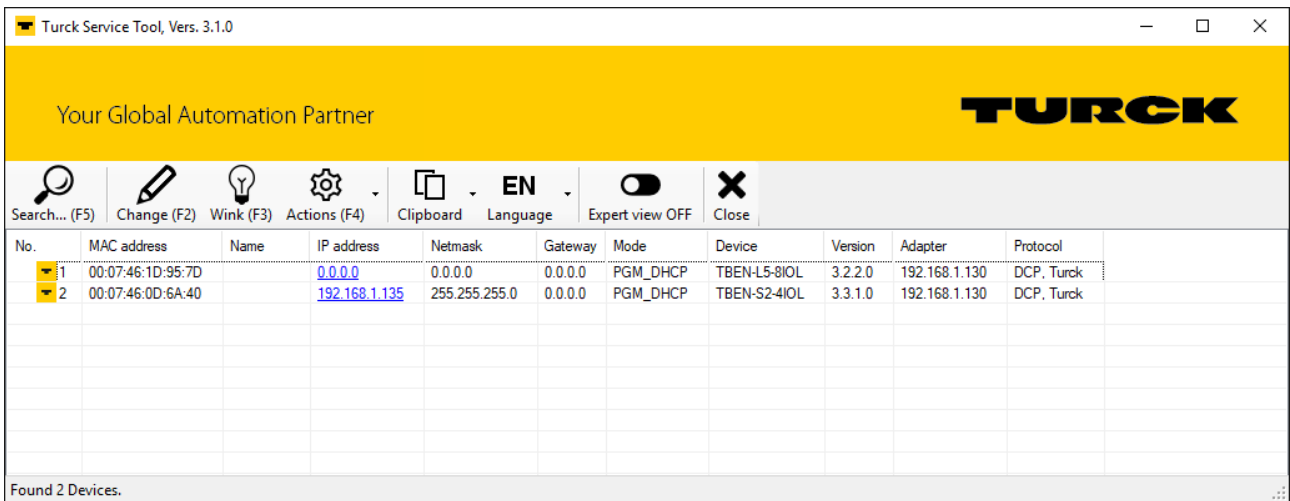 Turck Service Tool, Vers. 3.1.0
Your Global Automation Partner
TURCK
Search... (F5) Change (F2) Wink (F3) Actions (F4) Clipboard EN Language Expert view OFF Close
No. MAC address Name IP address Netmask Gateway Mode Device Version Adapter Protocol
1 00:07:46:1D:95:7D 0.0.0.0 0.0.0.0 0.0.0.0 PGM_DHCP TBEN-L5-8IOL 3.2.2.0 192.168.1.130 DCP, Turck
2 00:07:46:0D:6A:40 192.168.1.135 255.255.255.0 0.0.0.0 PGM_DHCP TBEN-S2-4IOL 3.3.1.0 192.168.1.130 DCP, Turck
Found 2 Devices.